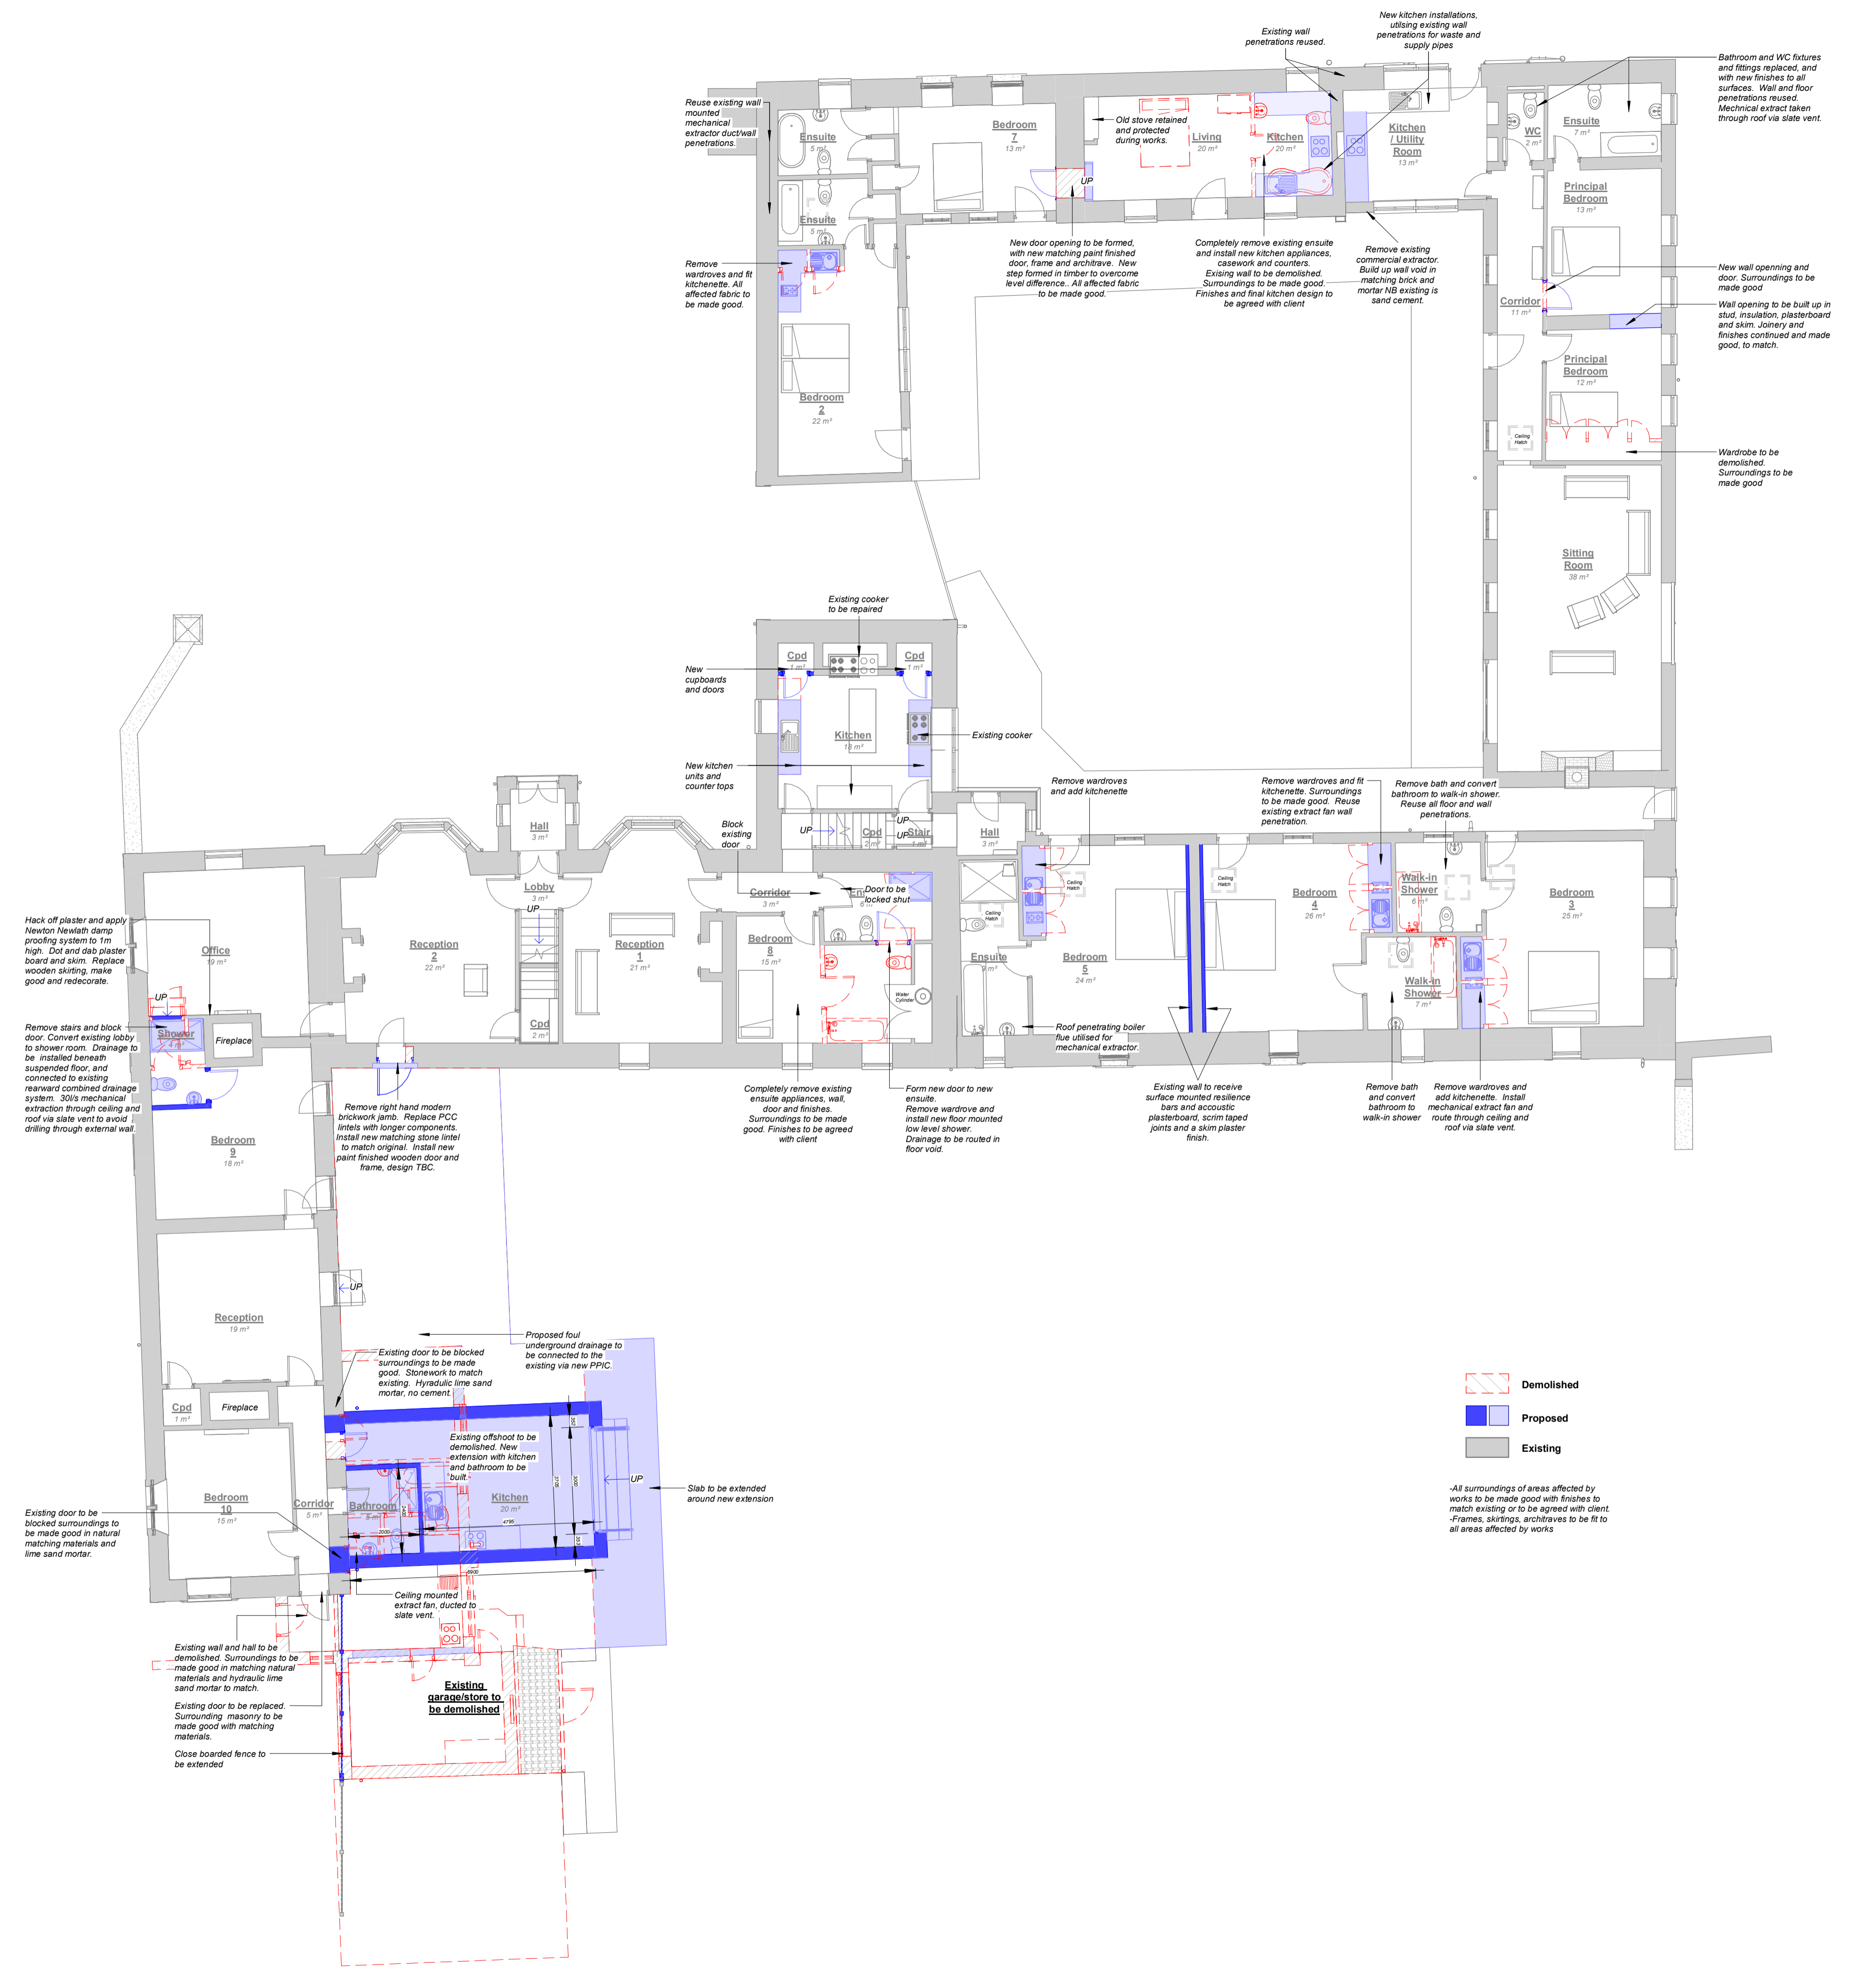 Existing wall
penetrations reused.
New kitchen installations,
utilsing existing wall
penetrations for waste and
supply pipes
Bathroom and WC fixtures
and fittings replaced, and
with new finishes to all
surfaces.  Wall and floor
penetrations reused.
Mechnical extract taken
through roof via slate vent.
Reuse existing wall
mounted
mechanical
extractor duct/wall
penetrations.
Ensuite
5 m²
Bedroom
7
13 m²
Old stove retained
and protected
during works.
Living
20 m²
Kitchen
20 m²
Kitchen
/ Utility
Room
13 m²
WC
2 m²
Ensuite
7 m²
UP
Ensuite
5 m²
Principal
Bedroom
13 m²
Remove
wardroves and fit
kitchenette. All
affected fabric to
be made good.
New door opening to be formed,
with new matching paint finished
door, frame and architrave.  New
step formed in timber to overcome
level difference.. All affected fabric
to be made good.
Completely remove existing ensuite
and install new kitchen appliances,
casework and counters.
Exising wall to be demolished.
Surroundings to be made good.
Finishes and final kitchen design to
be agreed with client
Remove existing
commercial extractor.
Build up wall void in
matching brick and
mortar NB existing is
sand cement.
New wall openning and
door. Surroundings to be
made good
Corridor
11 m²
Wall opening to be built up in
stud, insulation, plasterboard
and skim. Joinery and
finishes continued and made
good, to match.
Principal
Bedroom
12 m²
Bedroom
2
22 m²
Ceiling
Hatch
Wardrobe to be
demolished.
Surroundings to be
made good
Sitting
Room
38 m²
Existing cooker
to be repaired
Cpd
1 m²
Cpd
1 m²
New
cupboards
and doors
Kitchen
18 m²
Existing cooker
New kitchen
units and
counter tops
Remove wardroves
and add kitchenette
Remove wardroves and fit
kitchenette. Surroundings
to be made good.  Reuse
existing extract fan wall
penetration.
Remove bath and convert
bathroom to walk-in shower.
Reuse all floor and wall
penetrations.
Hall
3 m²
Block
existing
door
UP
Cpd
2 m²
UP
UP
Stair
1 m²
Hall
3 m²
Lobby
3 m²
UP
Corridor
3 m²
Door to be
locked shut
6 m²
Ceiling
Hatch
Ceiling
Hatch
Ceiling
Hatch
Bedroom
4
26 m²
Walk-in
Shower
6 m²
Bedroom
3
25 m²
Hack off plaster and apply
Newton Newlath damp
proofing system to 1m
high.  Dot and dab plaster
board and skim.  Replace
wooden skirting, make
good and redecorate.
Office
19 m²
Reception
2
22 m²
Reception
1
21 m²
Bedroom
8
15 m²
Ensuite
9 m²
Bedroom
5
24 m²
Walk-in
Shower
7 m²
Water
Cylinder
UP
Cpd
2 m²
Remove stairs and block
door. Convert existing lobby
to shower room.  Drainage to
be  installed beneath
suspended floor, and
connected to existing
rearward combined drainage
system.  30l/s mechanical
extraction through ceiling and
roof via slate vent to avoid
drilling through external wall.
Shower
4 m²
Fireplace
Roof penetrating boiler
flue utilised for
mechanical extractor.
Remove right hand modern
brickwork jamb.  Replace PCC
lintels with longer components.
Install new matching stone lintel
to match original.  Install new
paint finished wooden door and
frame, design TBC.
Completely remove existing
ensuite appliances, wall,
door and finishes.
Surroundings to be made
good. Finishes to be agreed
with client
Form new door to new
ensuite.
Remove wardrove and
install new floor mounted
low level shower.
Drainage to be routed in
floor void.
Existing wall to receive
surface mounted resilience
bars and accoustic
plasterboard, scrim taped
joints and a skim plaster
finish.
Remove bath
and convert
bathroom to
walk-in shower
Remove wardroves and
add kitchenette.  Install
mechanical extract fan and
route through ceiling and
roof via slate vent.
Bedroom
9
18 m²
UP
Reception
19 m²
Proposed foul
underground drainage to
be connected to the
existing via new PPIC.
Existing door to be blocked
surroundings to be made
good.  Stonework to match
existing.  Hyradulic lime sand
mortar, no cement.
Cpd
1 m²
Fireplace
Existing offshoot to be
demolished. New
extension with kitchen
and bathroom to be
built.
Demolished
Proposed
Existing
UP
Slab to be extended
around new extension
-All surroundings of areas affected by
works to be made good with finishes to
match existing or to be agreed with client.
-Frames, skirtings, architraves to be fit to
all areas affected by works
Existing door to be
blocked surroundings to
be made good in natural
matching materials and
lime sand mortar.
Bedroom
10
15 m²
Corridor
5 m²
Bathroom
5 m²
Kitchen
20 m²
2400
2000
4795
3705
3000
6900
Ceiling mounted
extract fan, ducted to
slate vent.
Existing wall and hall to be
demolished. Surroundings to be
made good in matching natural
materials and hydraulic lime
sand mortar to match.
Existing
garage/store to
be demolished
Existing door to be replaced.
Surrounding  masonry to be
made good with matching
materials.
Close boarded fence to
be extended